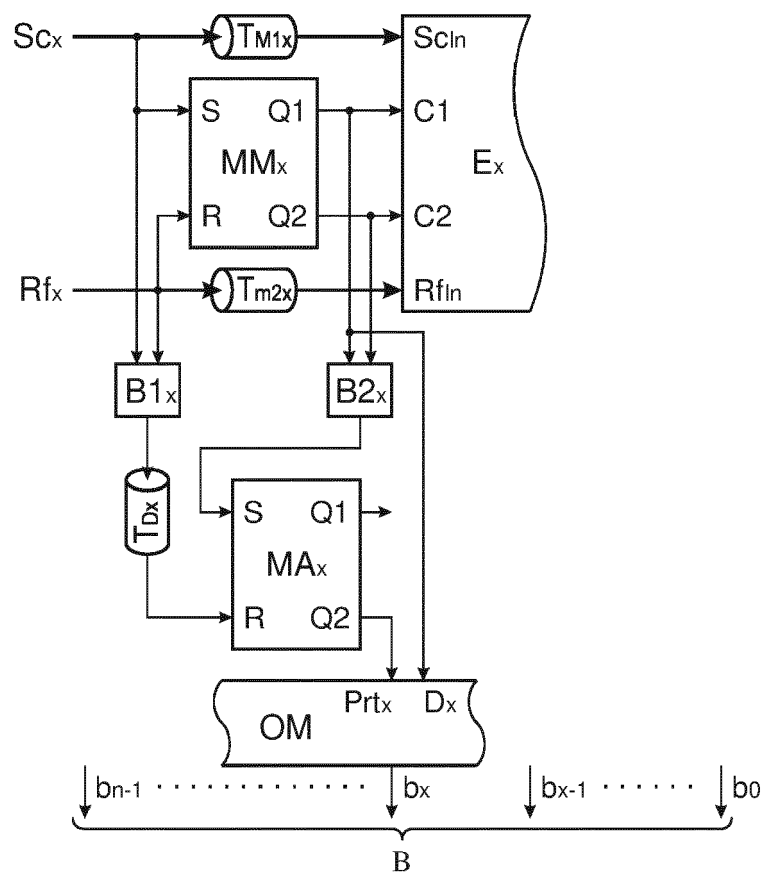 Scx TM1x ScIn
S Q1 C1
MMx Ex
R Q2 C2
Rfx Tm2x RfIn
B1x B2x
TDx
S Q1
MAx
R Q2
Prtx Dx
OM
bn-1 bx bx-1 b0
B